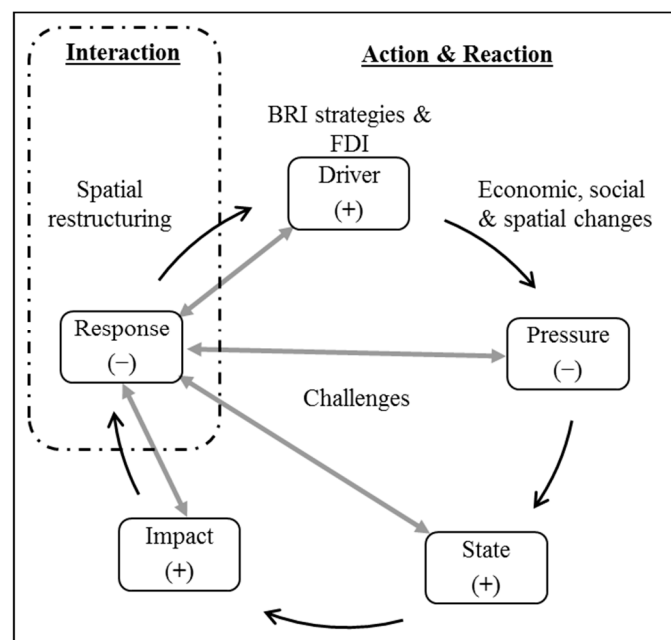 Interaction
Action & Reaction
BRI strategies &
FDI
Driver
(+)
Spatial
restructuring
Economic, social
& spatial changes
Response
(−)
Pressure
(−)
Challenges
Impact
(+)
State
(+)